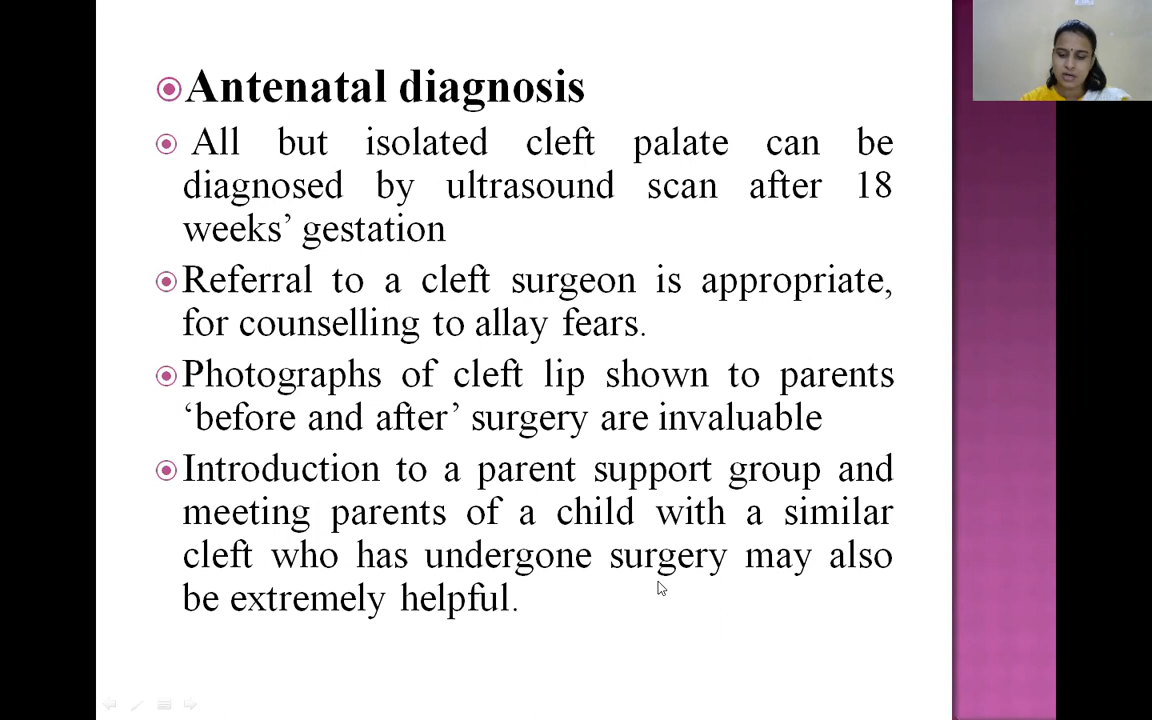 Antenatal diagnosis
All but isolated cleft palate can be
diagnosed by ultrasound scan after 18
weeks’ gestation
Referral to a cleft surgeon is appropriate,
for counselling to allay fears.
Photographs of cleft lip shown to parents
‘before and after’ surgery are invaluable
Introduction to a parent support group and
meeting parents of a child with a similar
cleft who has undergone surgery may also
be extremely helpful.